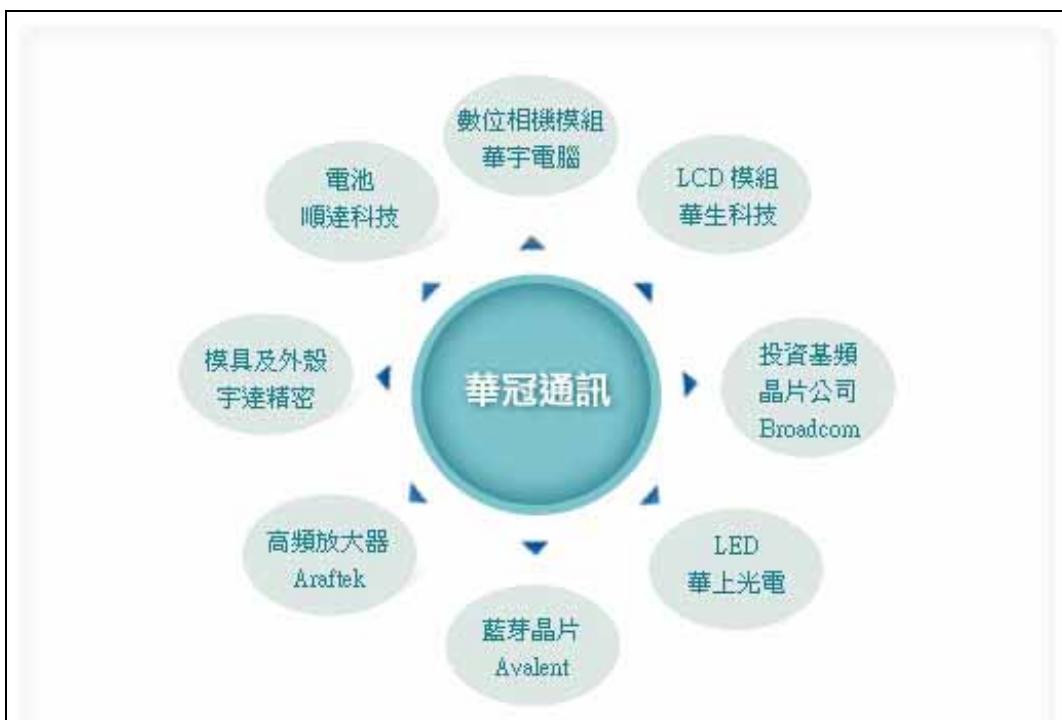 數位相機模組
華宇電腦
LCD 模組
華生科技
電池
順達科技
投資基頻
晶片公司
Broadcom
模具及外殼
宇達精密
華冠通訊
高頻放大器
Araftek
LED
華上光電
藍芽晶片
Avalent